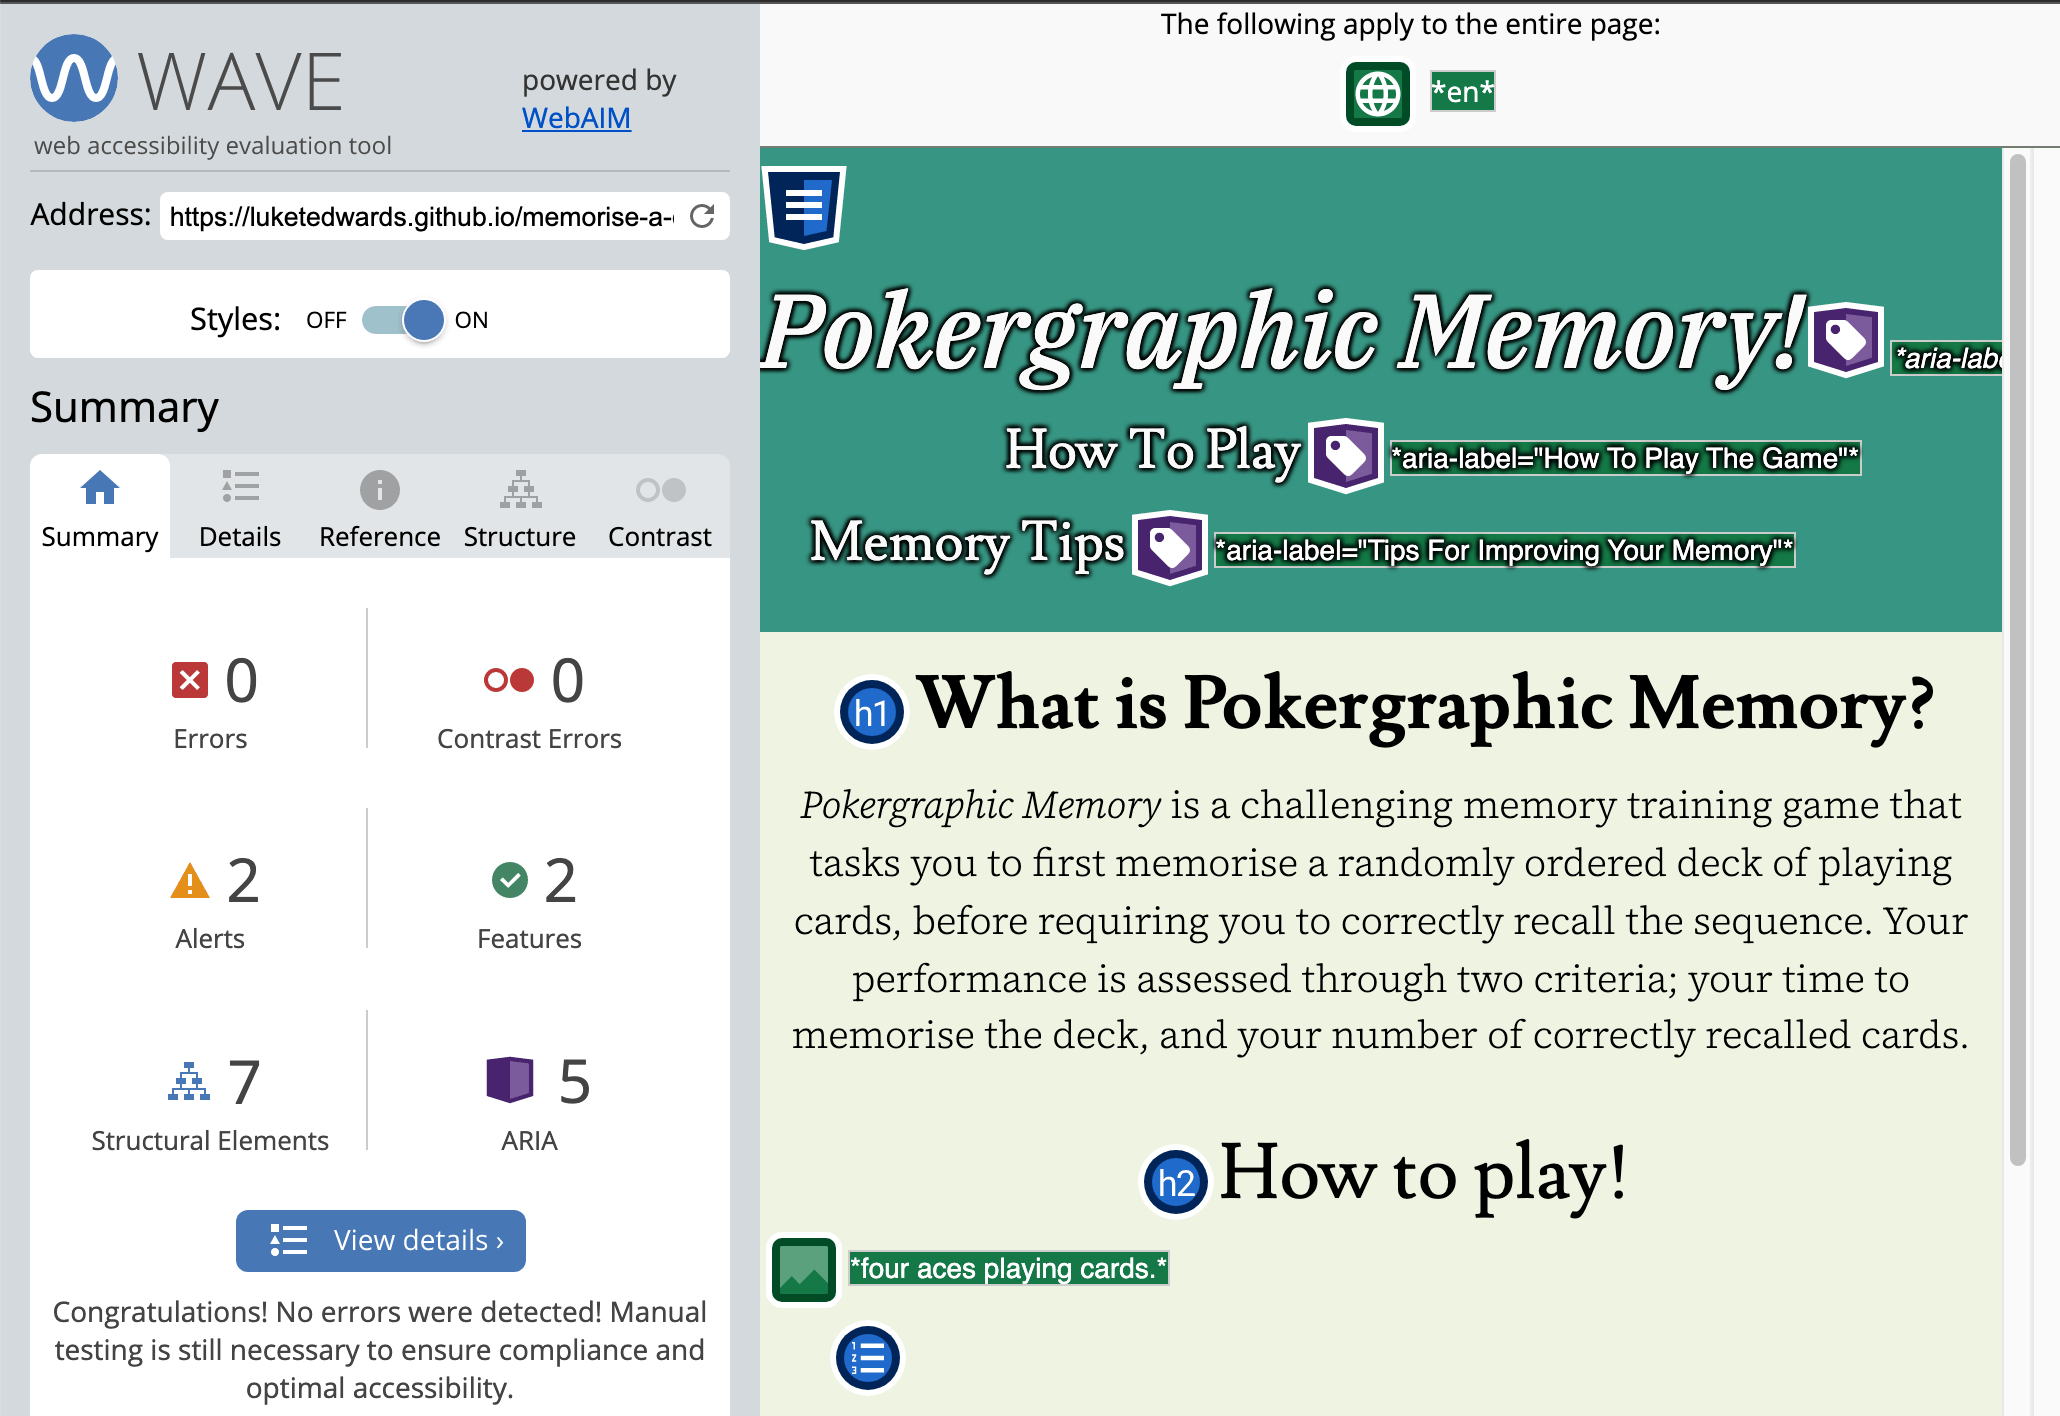 WAVE
web accessibility evaluation tool
powered by
WebAIM
Address: https://luketedwards.github.io/memorise-a-
Styles: OFF ON
Summary
Summary Details Reference Structure Contrast
0
Errors
0
Contrast Errors
2
Alerts
2
Features
7
Structural Elements
5
ARIA
View details ›
Congratulations! No errors were detected! Manual
testing is still necessary to ensure compliance and
optimal accessibility.
The following apply to the entire page:
*en*
Pokergraphic Memory! *aria-labe
How To Play *aria-label="How To Play The Game"*
Memory Tips *aria-label="Tips For Improving Your Memory"*
h1 What is Pokergraphic Memory?
Pokergraphic Memory is a challenging memory training game that
tasks you to first memorise a randomly ordered deck of playing
cards, before requiring you to correctly recall the sequence. Your
performance is assessed through two criteria; your time to
memorise the deck, and your number of correctly recalled cards.
h2 How to play!
*four aces playing cards.*